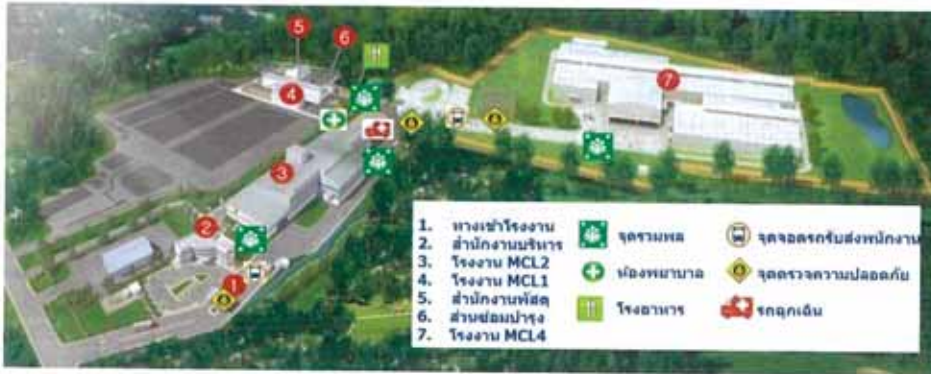 5
6
4
7
3
2
1
1. ทางเข้าโรงงาน
2. สำนักงานบริหาร
3. โรงงาน MCL2
4. โรงงาน MCL1
5. สำนักงานพัสดุ
6. ส่วนซ่อมบำรุง
7. โรงงาน MCL4
จุดรวมพล
ห้องพยาบาล
โรงอาหาร
จุดจอดรถรับส่งพนักงาน
จุดตรวจความปลอดภัย
รถฉุกเฉิน